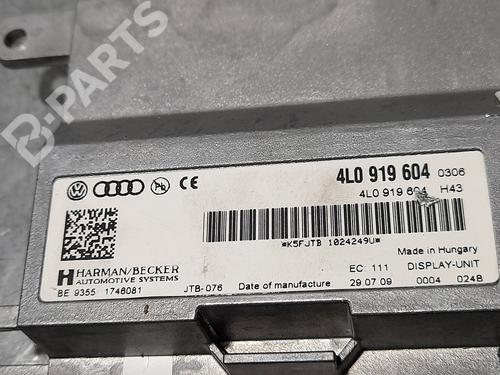 B-PARTS
4L0 919 604 0306
4L0 919 604 H43
*K5FJTB 1024249U*
Made in Hungary
HARMAN/BECKER
AUTOMOTIVE SYSTEMS
EC: 111 DISPLAY-UNIT
BE 9355 1746081 JTB-076 Date of manufacture 29.07.09 0004 024B
Pb
CE